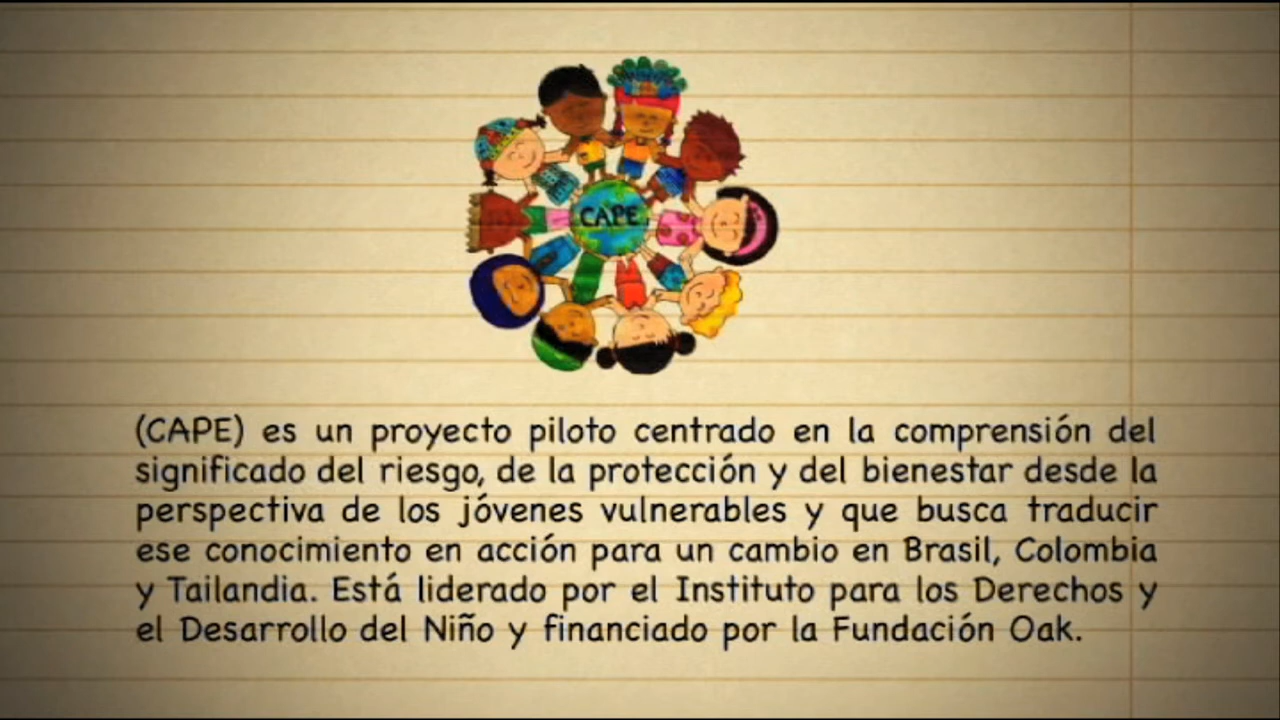 CAPE
(CAPE) es un proyecto piloto centrado en la comprensión del
significado del riesgo, de la protección y del bienestar desde la
perspectiva de los jóvenes vulnerables y que busca traducir
ese conocimiento en acción para un cambio en Brasil, Colombia
y Tailandia. Está liderado por el Instituto para los Derechos y
el Desarrollo del Niño y financiado por la Fundación Oak.